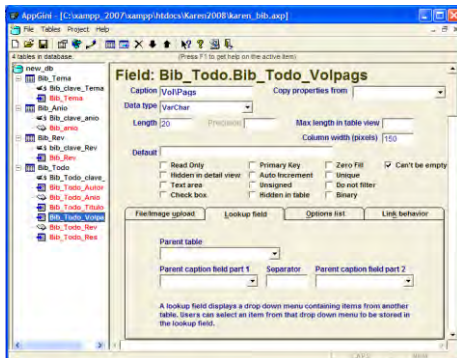 AppGini - [C:\xampp_2007\xampp\htdocs\Karen2008\karen_bib.axp]
File Tables Project Help
4 tables in database. (Press F1 to get help on the active item)
new_db
Bib_Tema
Bib_clave_Tema
Bib_Tema
Bib_Anio
Bib_clave_anio
Bib_anio
Bib_Rev
Bib_clave_Rev
Bib_Rev
Bib_Todo
Bib_Todo_clave_
Bib_Todo_Autor
Bib_Todo_Anio
Bib_Todo_Titulo
Bib_Todo_Volpa
Bib_Todo_Rev
Bib_Todo_Res
Field: Bib_Todo.Bib_Todo_Volpags
Caption Vol\Pags Copy properties from
Data type VarChar
Length 20 Precision Max length in table view
Column width (pixels) 150
Default
Read Only Primary Key Zero Fill Can't be empty
Hidden in detail view Auto Increment Unique
Text area Unsigned Do not filter
Check box Hidden in table Binary
File/Image upload Lookup field Options list Link behavior
Parent table
Parent caption field part 1 Separator Parent caption field part 2
A lookup field displays a drop down menu containing items from another
table. Users can select an item from that drop down menu to be stored in
the lookup field.